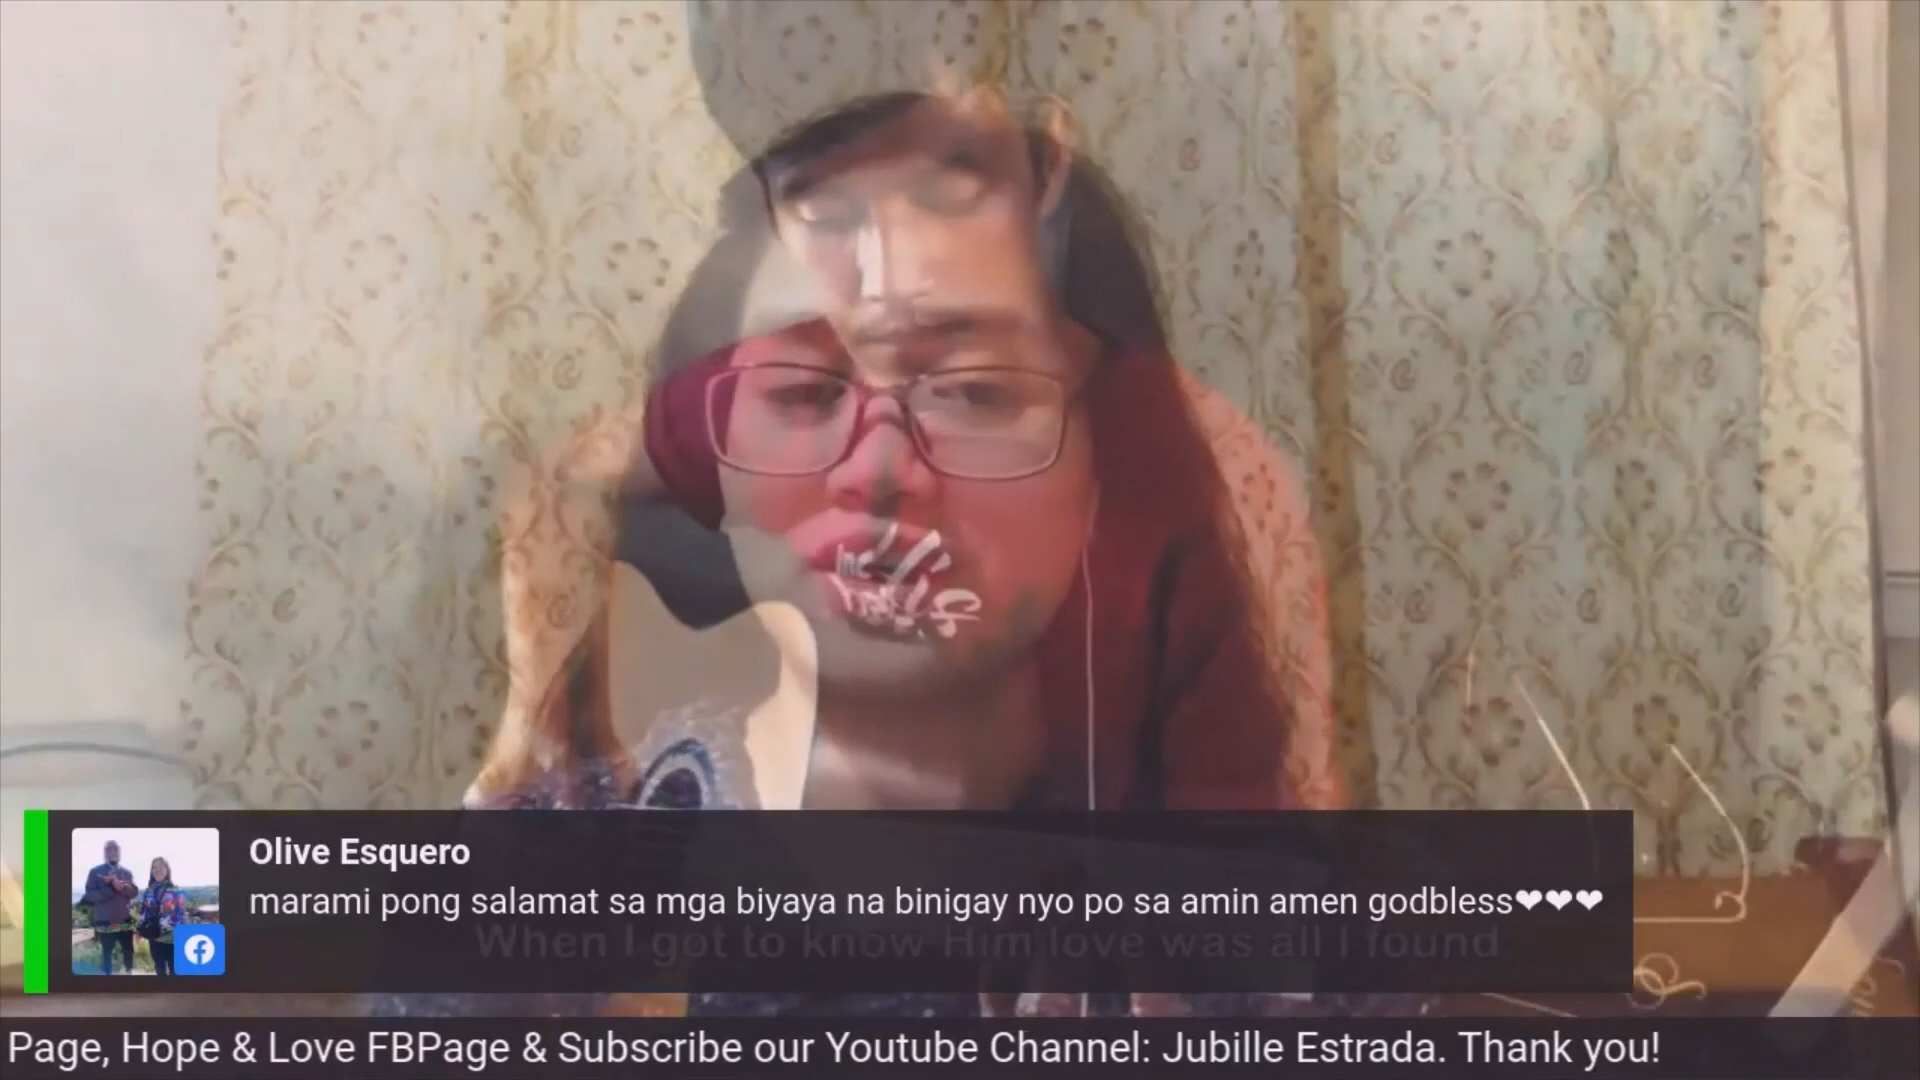 Olive Esquero
marami pong salamat sa mga biyaya na binigay nyo po sa amin amen godbless❤❤❤
When I got to know Him love was all I found
Page, Hope & Love FBPage & Subscribe our Youtube Channel: Jubille Estrada. Thank you!